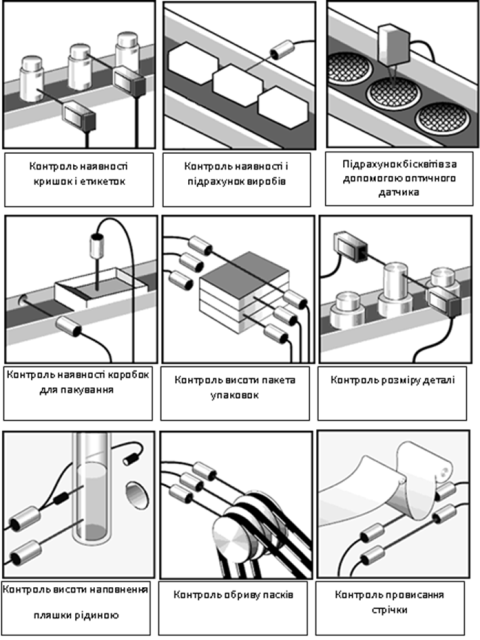 Контроль наявності
кришок і етикеток
Контроль наявності і
підрахунок виробів
Підрахунок бісквітів за
допомогою оптичного
датчика
Контроль наявності коробок
для пакування
Контроль висоти пакета
упаковок
Контроль розміру деталі
Контроль висоти наповнення
пляшки рідиною
Контроль обриву пасків
Контроль провисання
стрічки